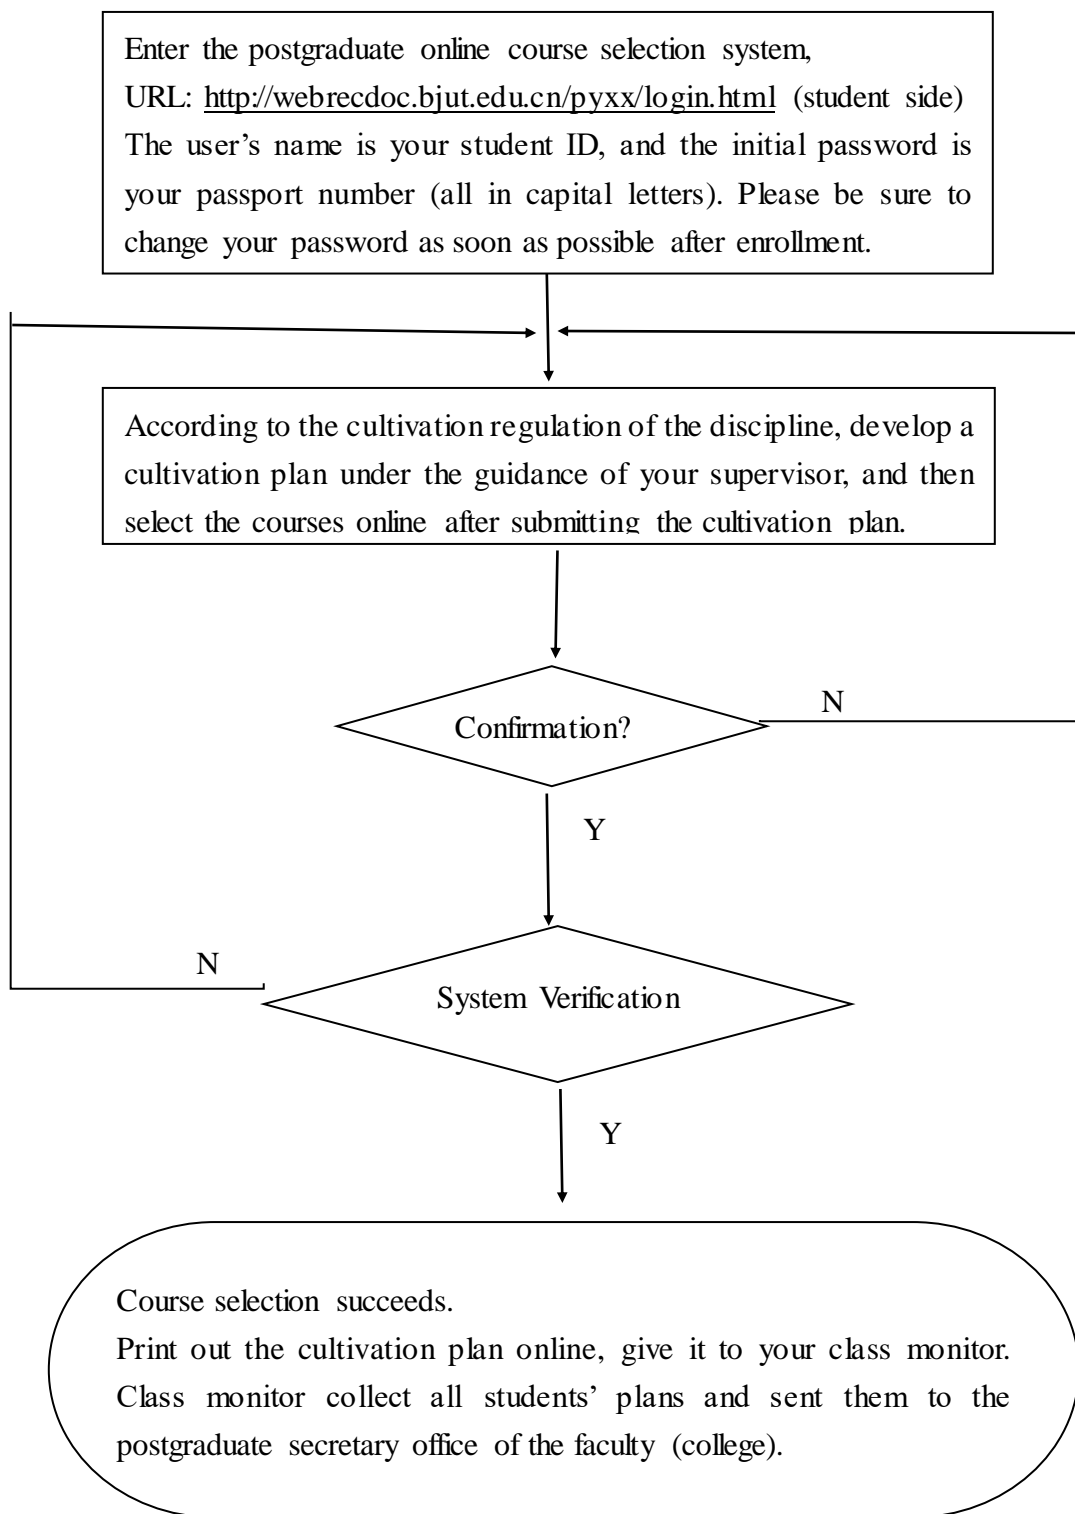 Enter the postgraduate online course selection system,
URL: http://webrecdoc.bjut.edu.cn/pyxx/login.html (student side)
The user’s name is your student ID, and the initial password is
your passport number (all in capital letters). Please be sure to
change your password as soon as possible after enrollment.
According to the cultivation regulation of the discipline, develop a
cultivation plan under the guidance of your supervisor, and then
select the courses online after submitting the cultivation plan.
Confirmation?
N
Y
N
System Verification
Y
Course selection succeeds.
Print out the cultivation plan online, give it to your class monitor.
Class monitor collect all students’ plans and sent them to the
postgraduate secretary office of the faculty (college).